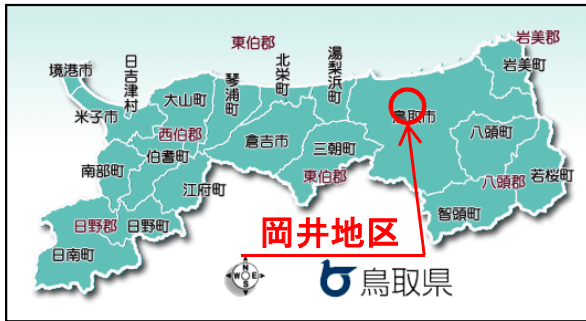 東伯郡
岩美郡
境港市
日吉津村
北栄町
湯梨浜町
岩美町
大山町
琴浦町
米子市
鳥取市
西伯郡
倉吉市
三朝町
八頭町
伯耆町
南部町
東伯郡
八頭郡
若桜町
江府町
智頭町
日野郡
日野町
岡井地区
日南町
N
W E
S
鳥取県